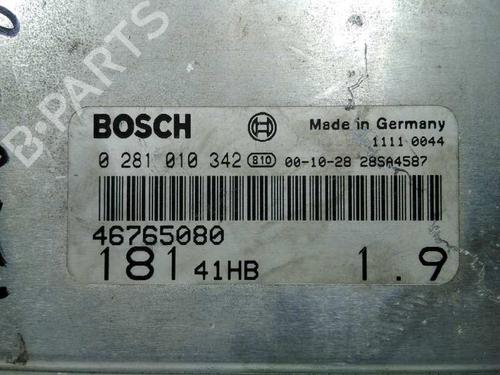 B-PARTS
BOSCH Made in Germany
1111 0044
0 281 010 342 810 00-10-28 28SA4587
46765080
181 41HB 1.9